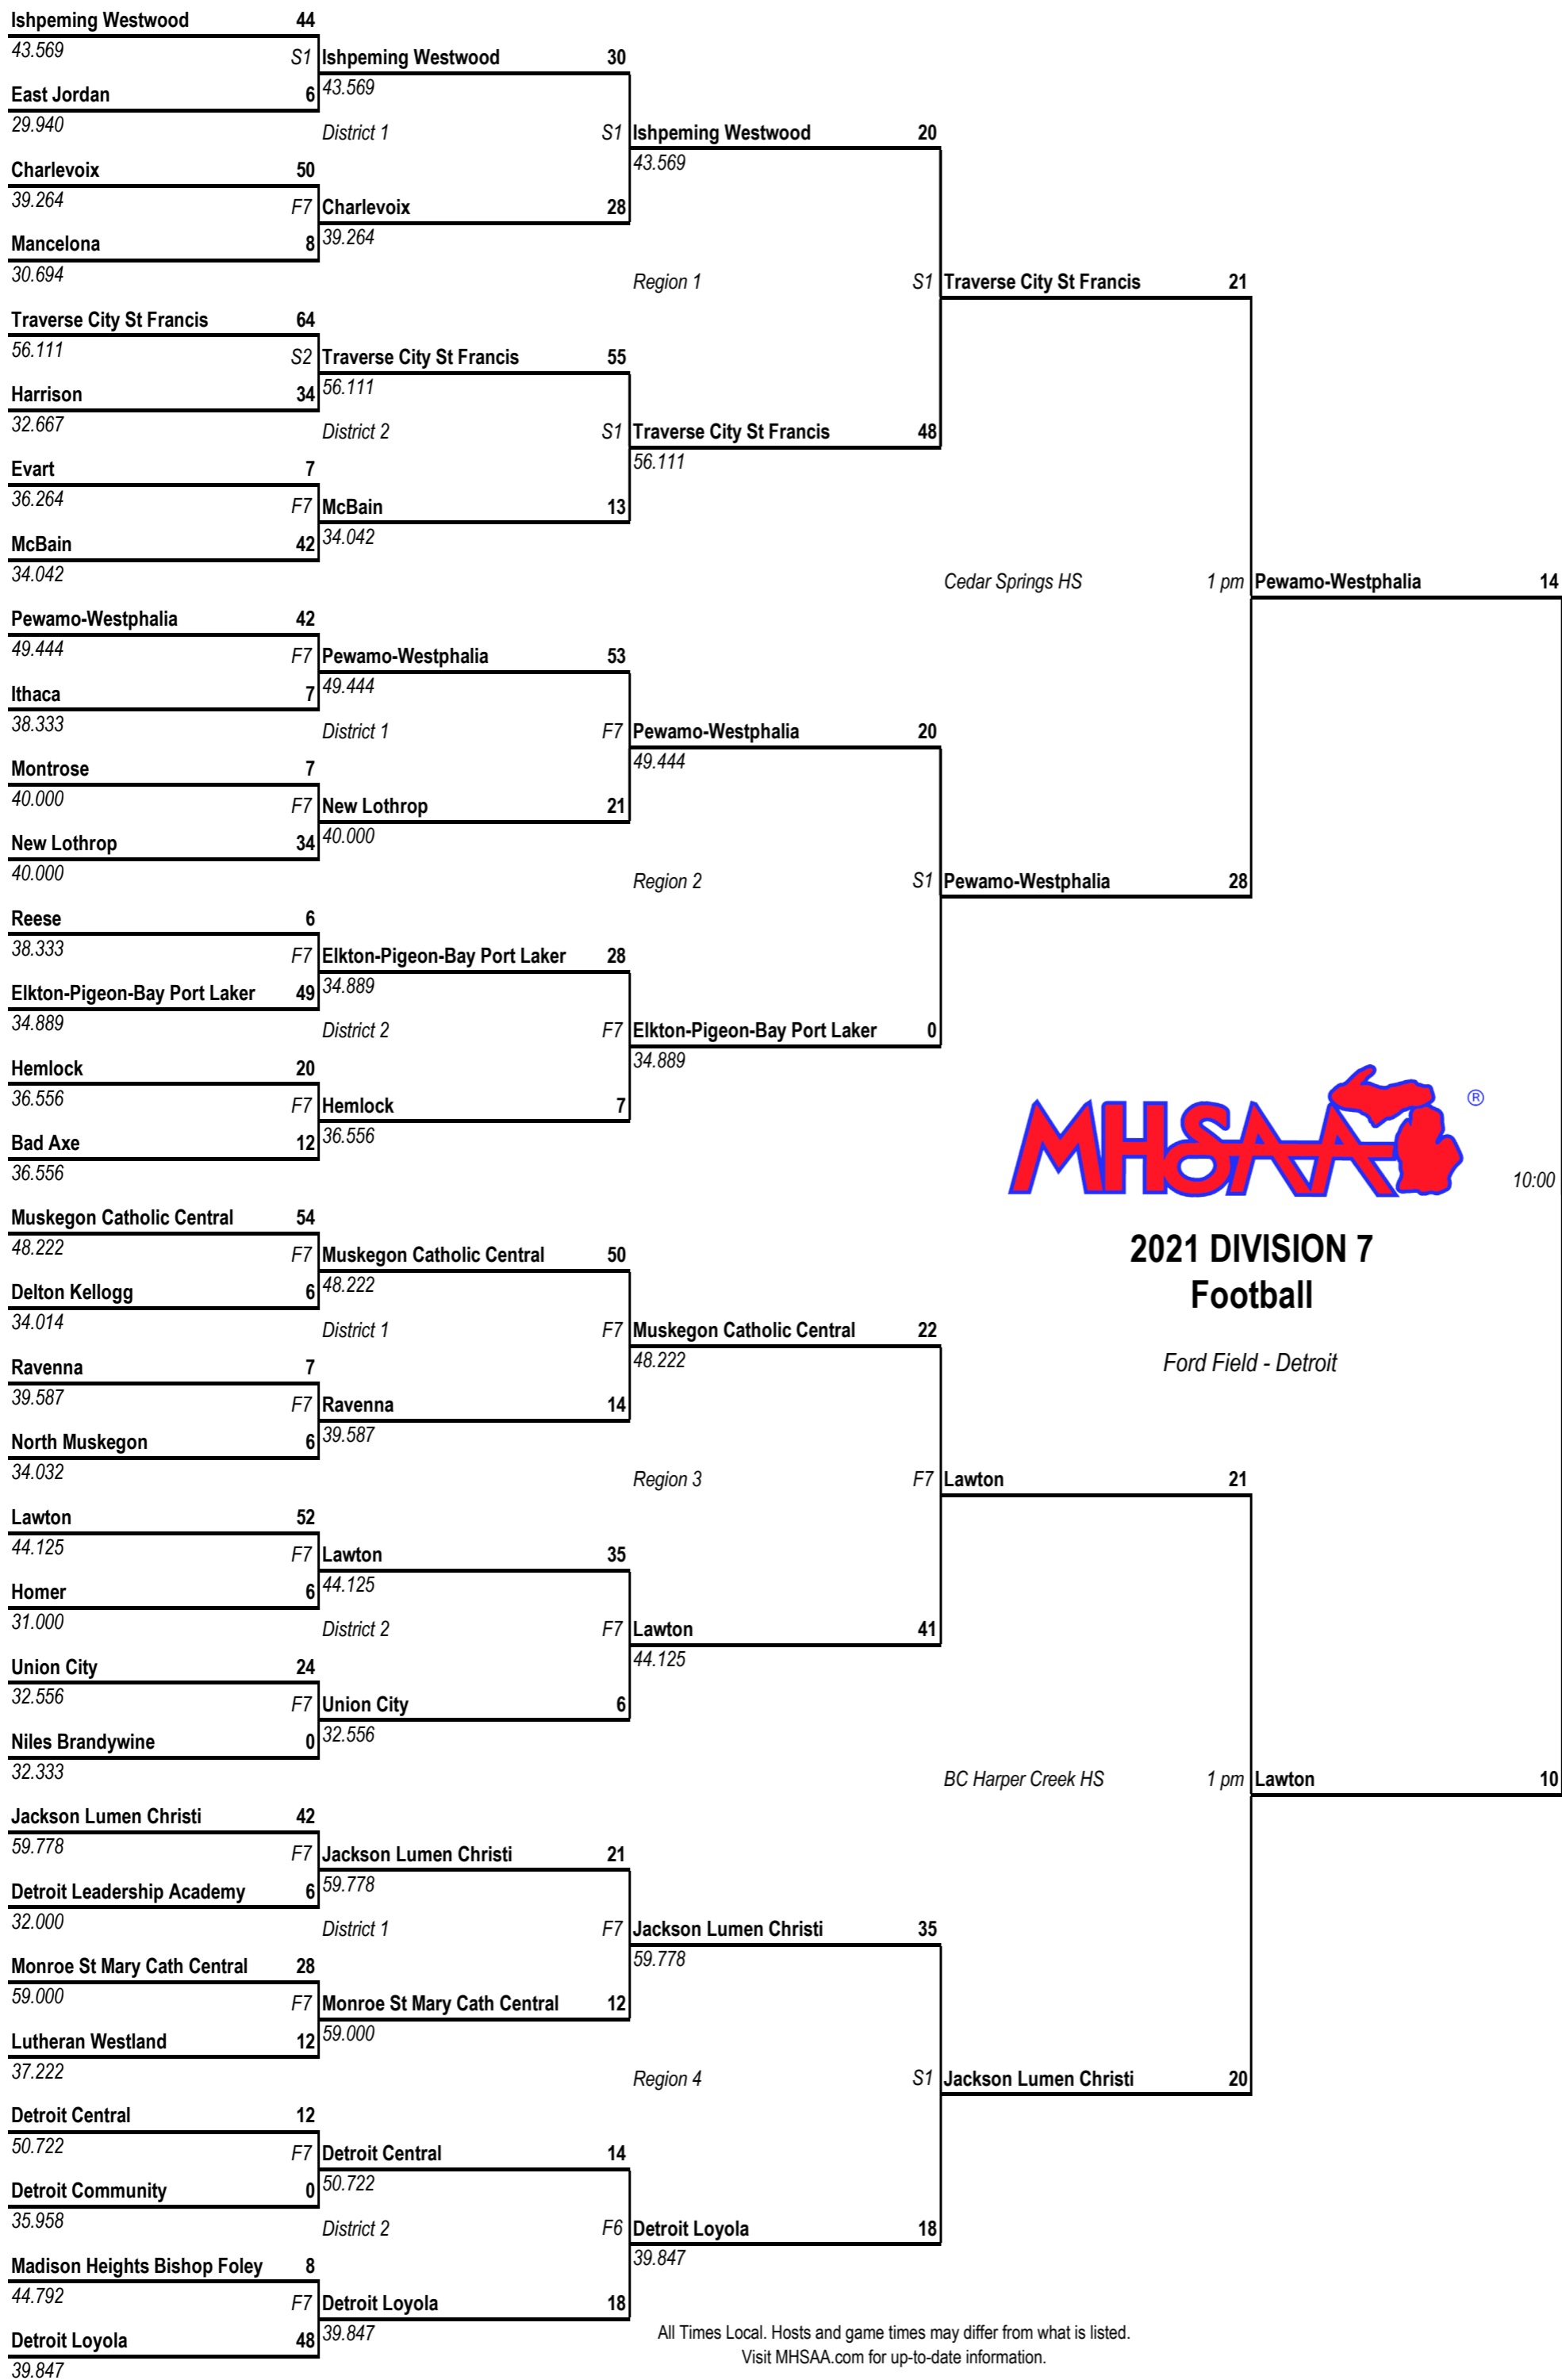 Ishpeming Westwood 44
43.569
S1 Ishpeming Westwood 30
East Jordan 6
43.569
29.940
District 1
S1 Ishpeming Westwood 20
Charlevoix 50
43.569
39.264
F7 Charlevoix 28
Mancelona 8
39.264
30.694
Region 1
S1 Traverse City St Francis 21
Traverse City St Francis 64
56.111
S2 Traverse City St Francis 55
Harrison 34
56.111
32.667
District 2
S1 Traverse City St Francis 48
Evart 7
56.111
36.264
F7 McBain 13
McBain 42
34.042
34.042
Cedar Springs HS
1 pm Pewamo-Westphalia 14
Pewamo-Westphalia 42
49.444
F7 Pewamo-Westphalia 53
Ithaca 7
49.444
38.333
District 1
F7 Pewamo-Westphalia 20
Montrose 7
49.444
40.000
F7 New Lothrop 21
New Lothrop 34
40.000
40.000
Region 2
S1 Pewamo-Westphalia 28
Reese 6
38.333
F7 Elkton-Pigeon-Bay Port Laker 28
Elkton-Pigeon-Bay Port Laker 49
34.889
34.889
District 2
F7 Elkton-Pigeon-Bay Port Laker 0
Hemlock 20
34.889
36.556
F7 Hemlock 7
Bad Axe 12
36.556
36.556
MHSAA ®
10:00
Muskegon Catholic Central 54
48.222
F7 Muskegon Catholic Central 50
2021 DIVISION 7
Football
Delton Kellogg 6
48.222
34.014
District 1
F7 Muskegon Catholic Central 22
Ford Field - Detroit
Ravenna 7
48.222
39.587
F7 Ravenna 14
North Muskegon 6
39.587
34.032
Region 3
F7 Lawton 21
Lawton 52
44.125
F7 Lawton 35
Homer 6
44.125
31.000
District 2
F7 Lawton 41
Union City 24
44.125
32.556
F7 Union City 6
Niles Brandywine 0
32.556
32.333
BC Harper Creek HS
1 pm Lawton 10
Jackson Lumen Christi 42
59.778
F7 Jackson Lumen Christi 21
Detroit Leadership Academy 6
59.778
32.000
District 1
F7 Jackson Lumen Christi 35
Monroe St Mary Cath Central 28
59.778
59.000
F7 Monroe St Mary Cath Central 12
Lutheran Westland 12
59.000
37.222
Region 4
S1 Jackson Lumen Christi 20
Detroit Central 12
50.722
F7 Detroit Central 14
Detroit Community 0
50.722
35.958
District 2
F6 Detroit Loyola 18
Madison Heights Bishop Foley 8
39.847
44.792
F7 Detroit Loyola 18
Detroit Loyola 48
39.847
39.847
All Times Local. Hosts and game times may differ from what is listed.
Visit MHSAA.com for up-to-date information.